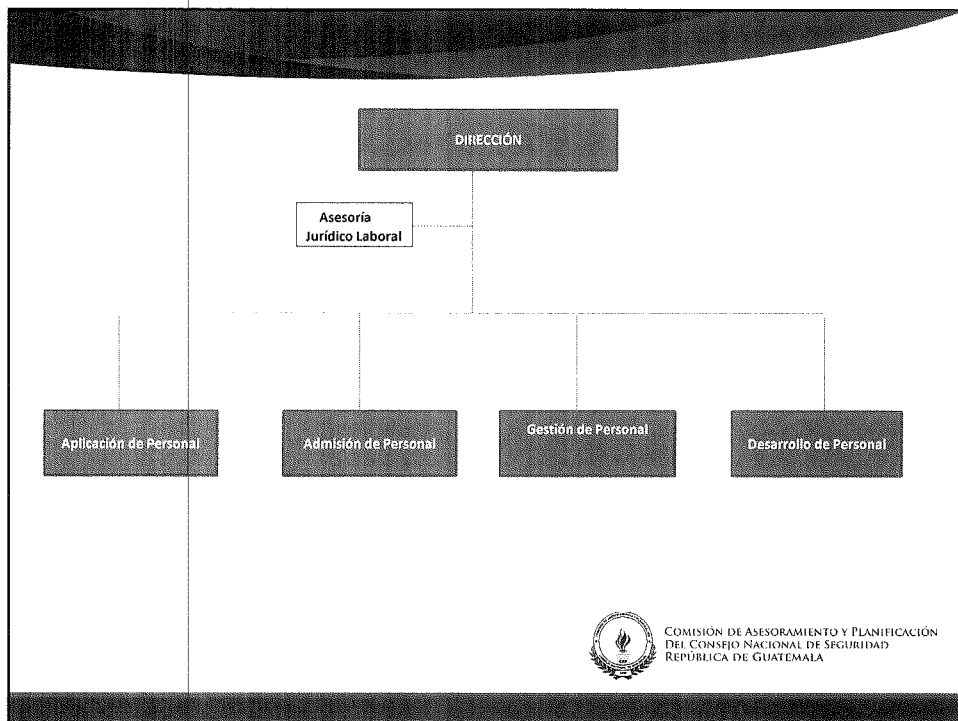 DIRECCIÓN
Asesoría
Jurídico Laboral
Aplicación de Personal
Admisión de Personal
Gestión de Personal
Desarrollo de Personal
COMISIÓN DE ASESORAMIENTO Y PLANIFICACIÓN
DEL CONSEJO NACIONAL DE SEGURIDAD
REPÚBLICA DE GUATEMALA